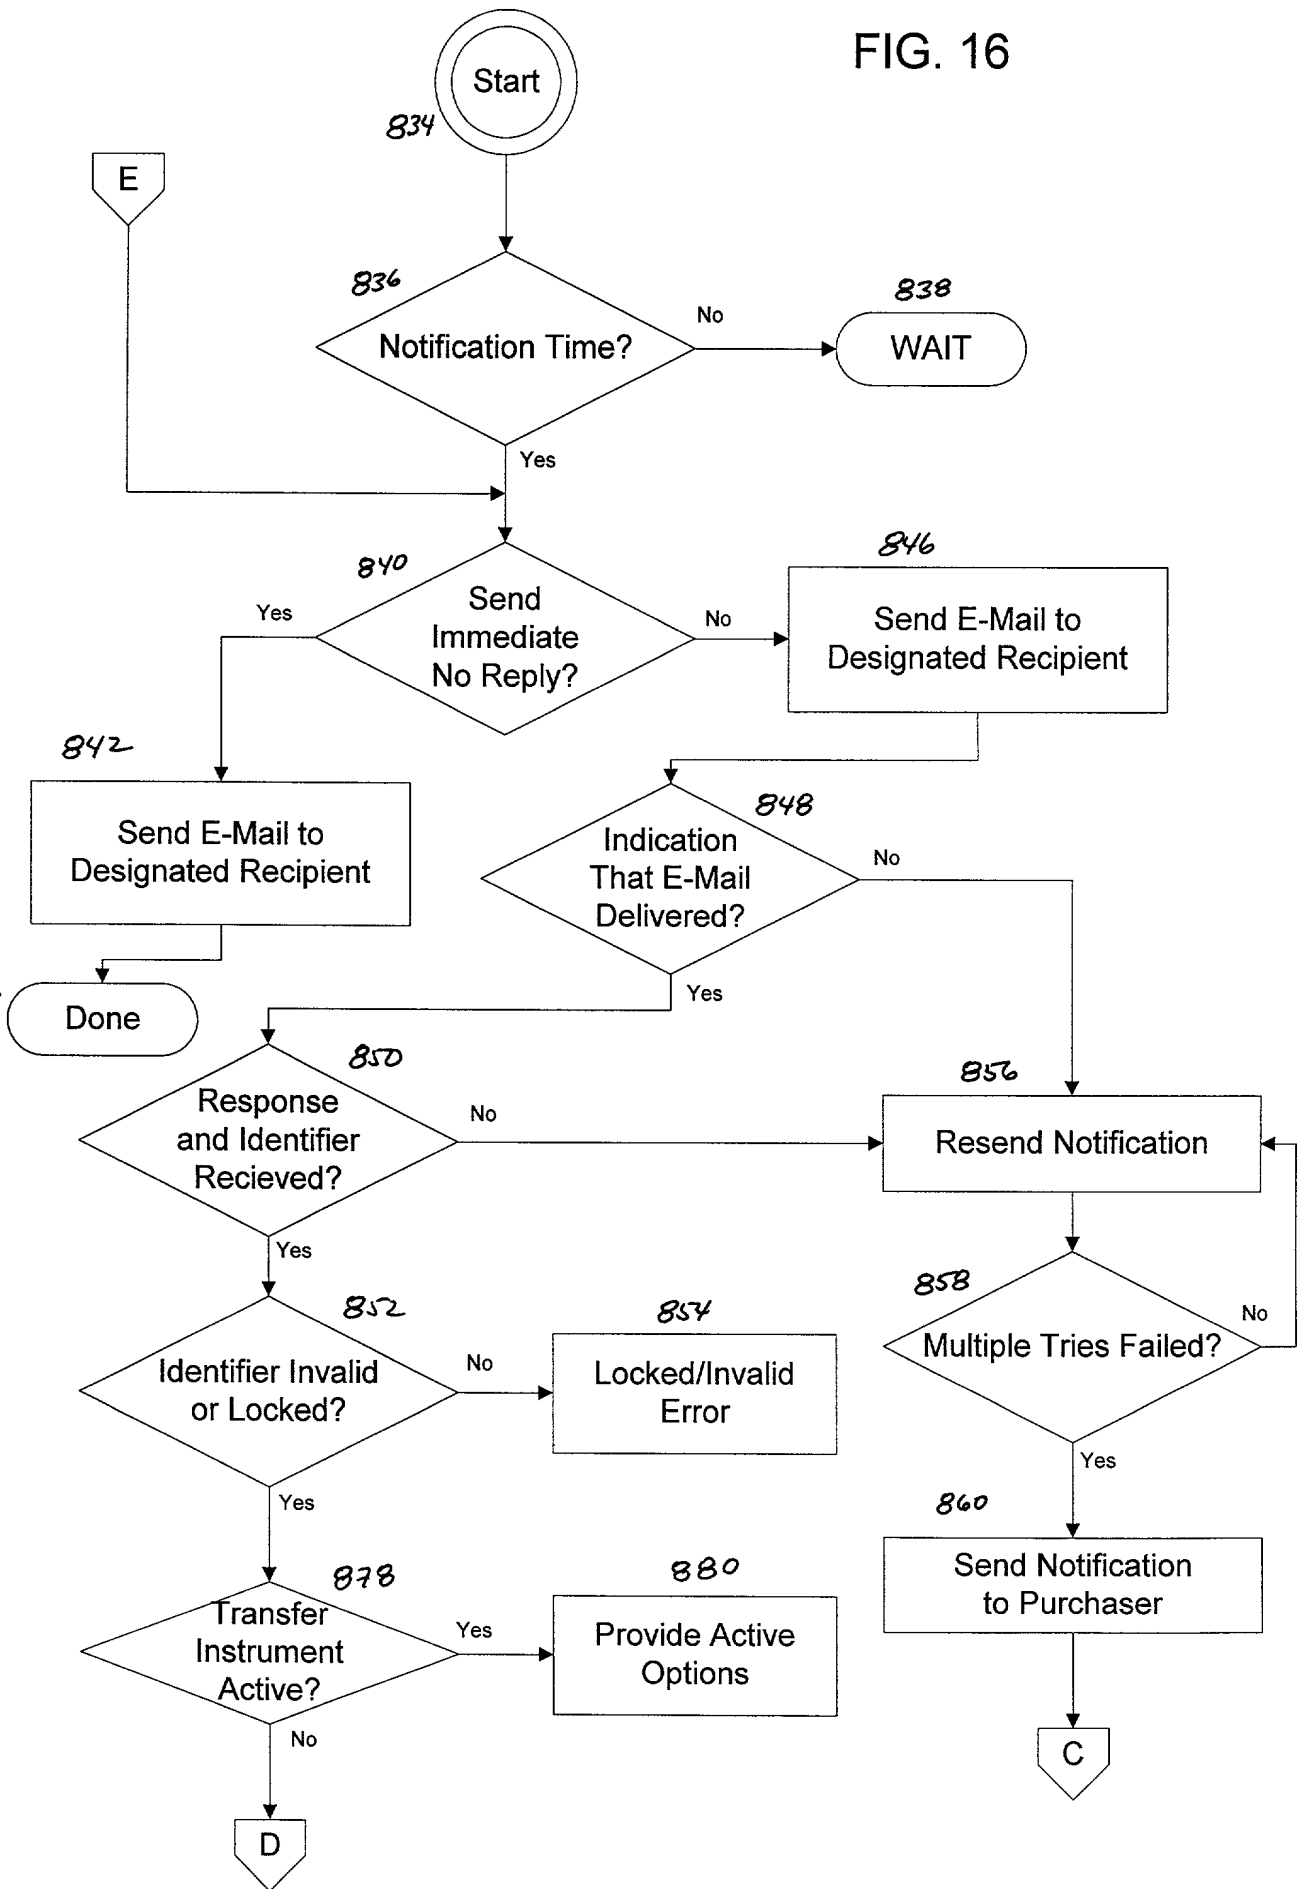 FIG. 16
Start
834
E
836
Notification Time?
No
838
WAIT
Yes
840
Send
Immediate
No Reply?
Yes
No
846
Send E-Mail to
Designated Recipient
842
Send E-Mail to
Designated Recipient
Done
848
Indication
That E-Mail
Delivered?
No
Yes
850
Response
and Identifier
Recieved?
No
Yes
856
Resend Notification
852
Identifier Invalid
or Locked?
No
Yes
854
Locked/Invalid
Error
858
Multiple Tries Failed?
No
Yes
860
Send Notification
to Purchaser
C
878
Transfer
Instrument
Active?
Yes
No
880
Provide Active
Options
D